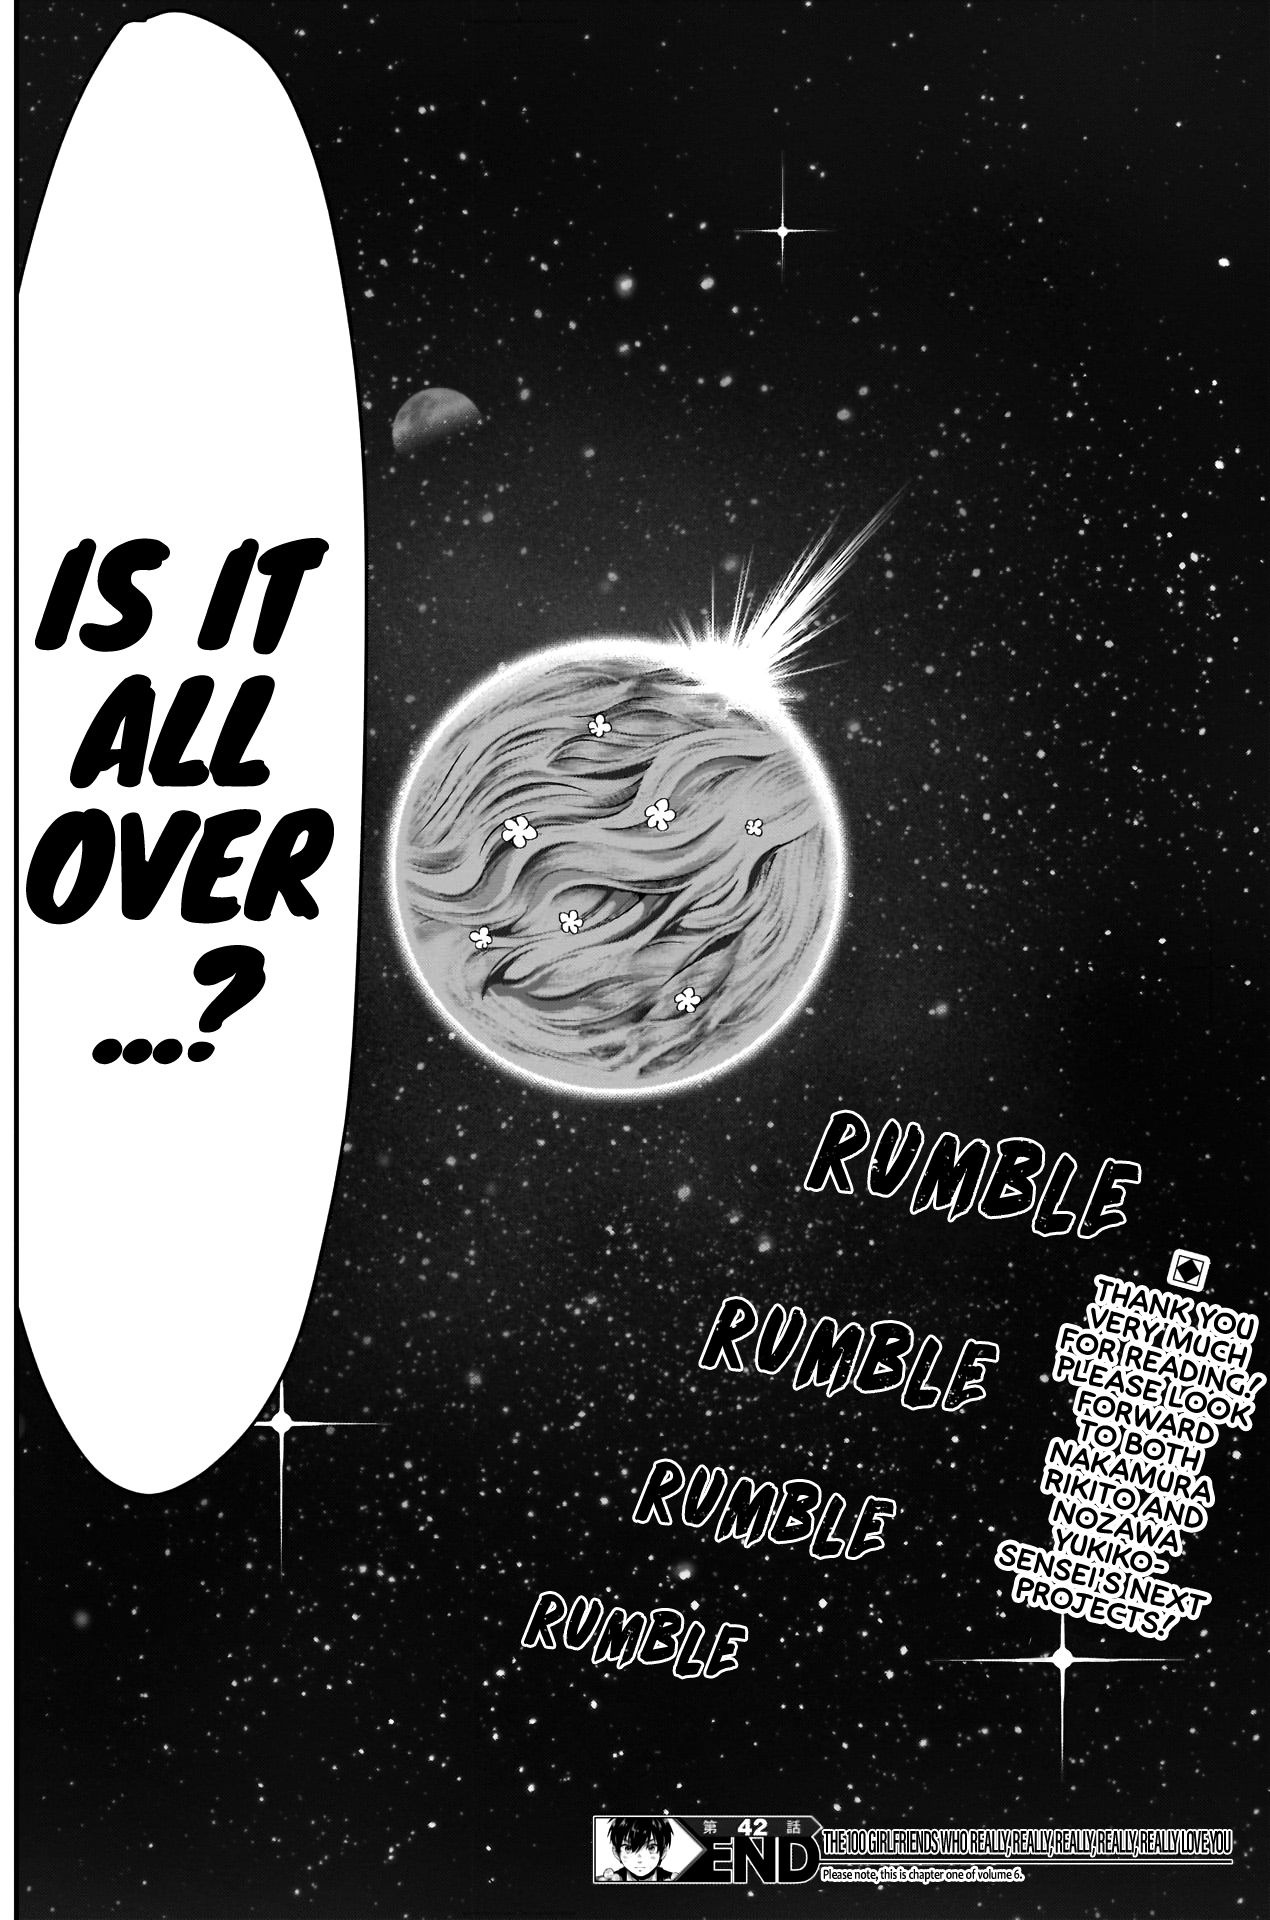 IS IT
ALL
OVER
...?
RUMBLE
RUMBLE
RUMBLE
RUMBLE
THANK YOU
VERY MUCH
FOR READING!
PLEASE LOOK
FORWARD
TO BOTH
NAKAMURA
RIKITO AND
NOZAWA
YUKIKO-
SENSEI'S NEXT
PROJECTS!
第 42 話
END
THE 100 GIRLFRIENDS WHO REALLY, REALLY, REALLY, REALLY, REALLY LOVE YOU
Please note, this is chapter one of volume 6.